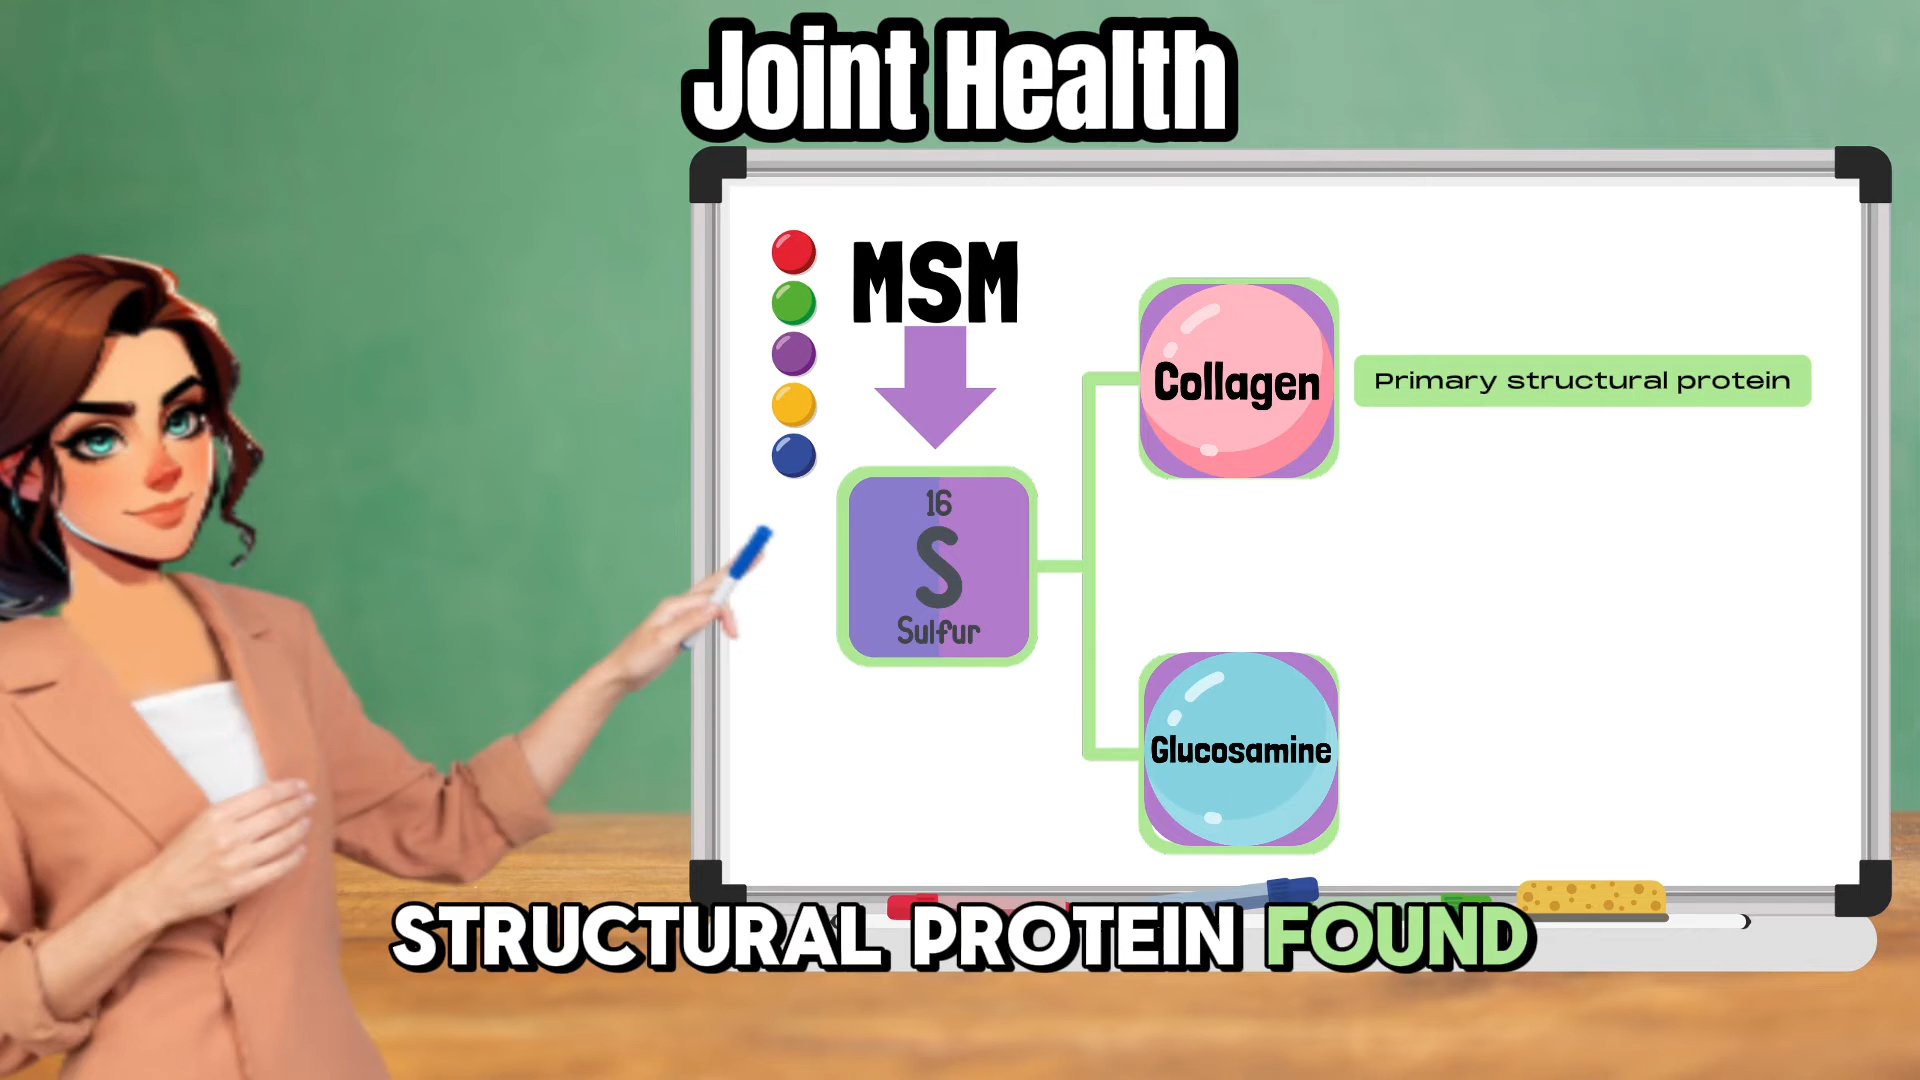 Joint Health
MSM
16
S
Sulfur
Collagen
Primary structural protein
Glucosamine
STRUCTURAL PROTEIN FOUND